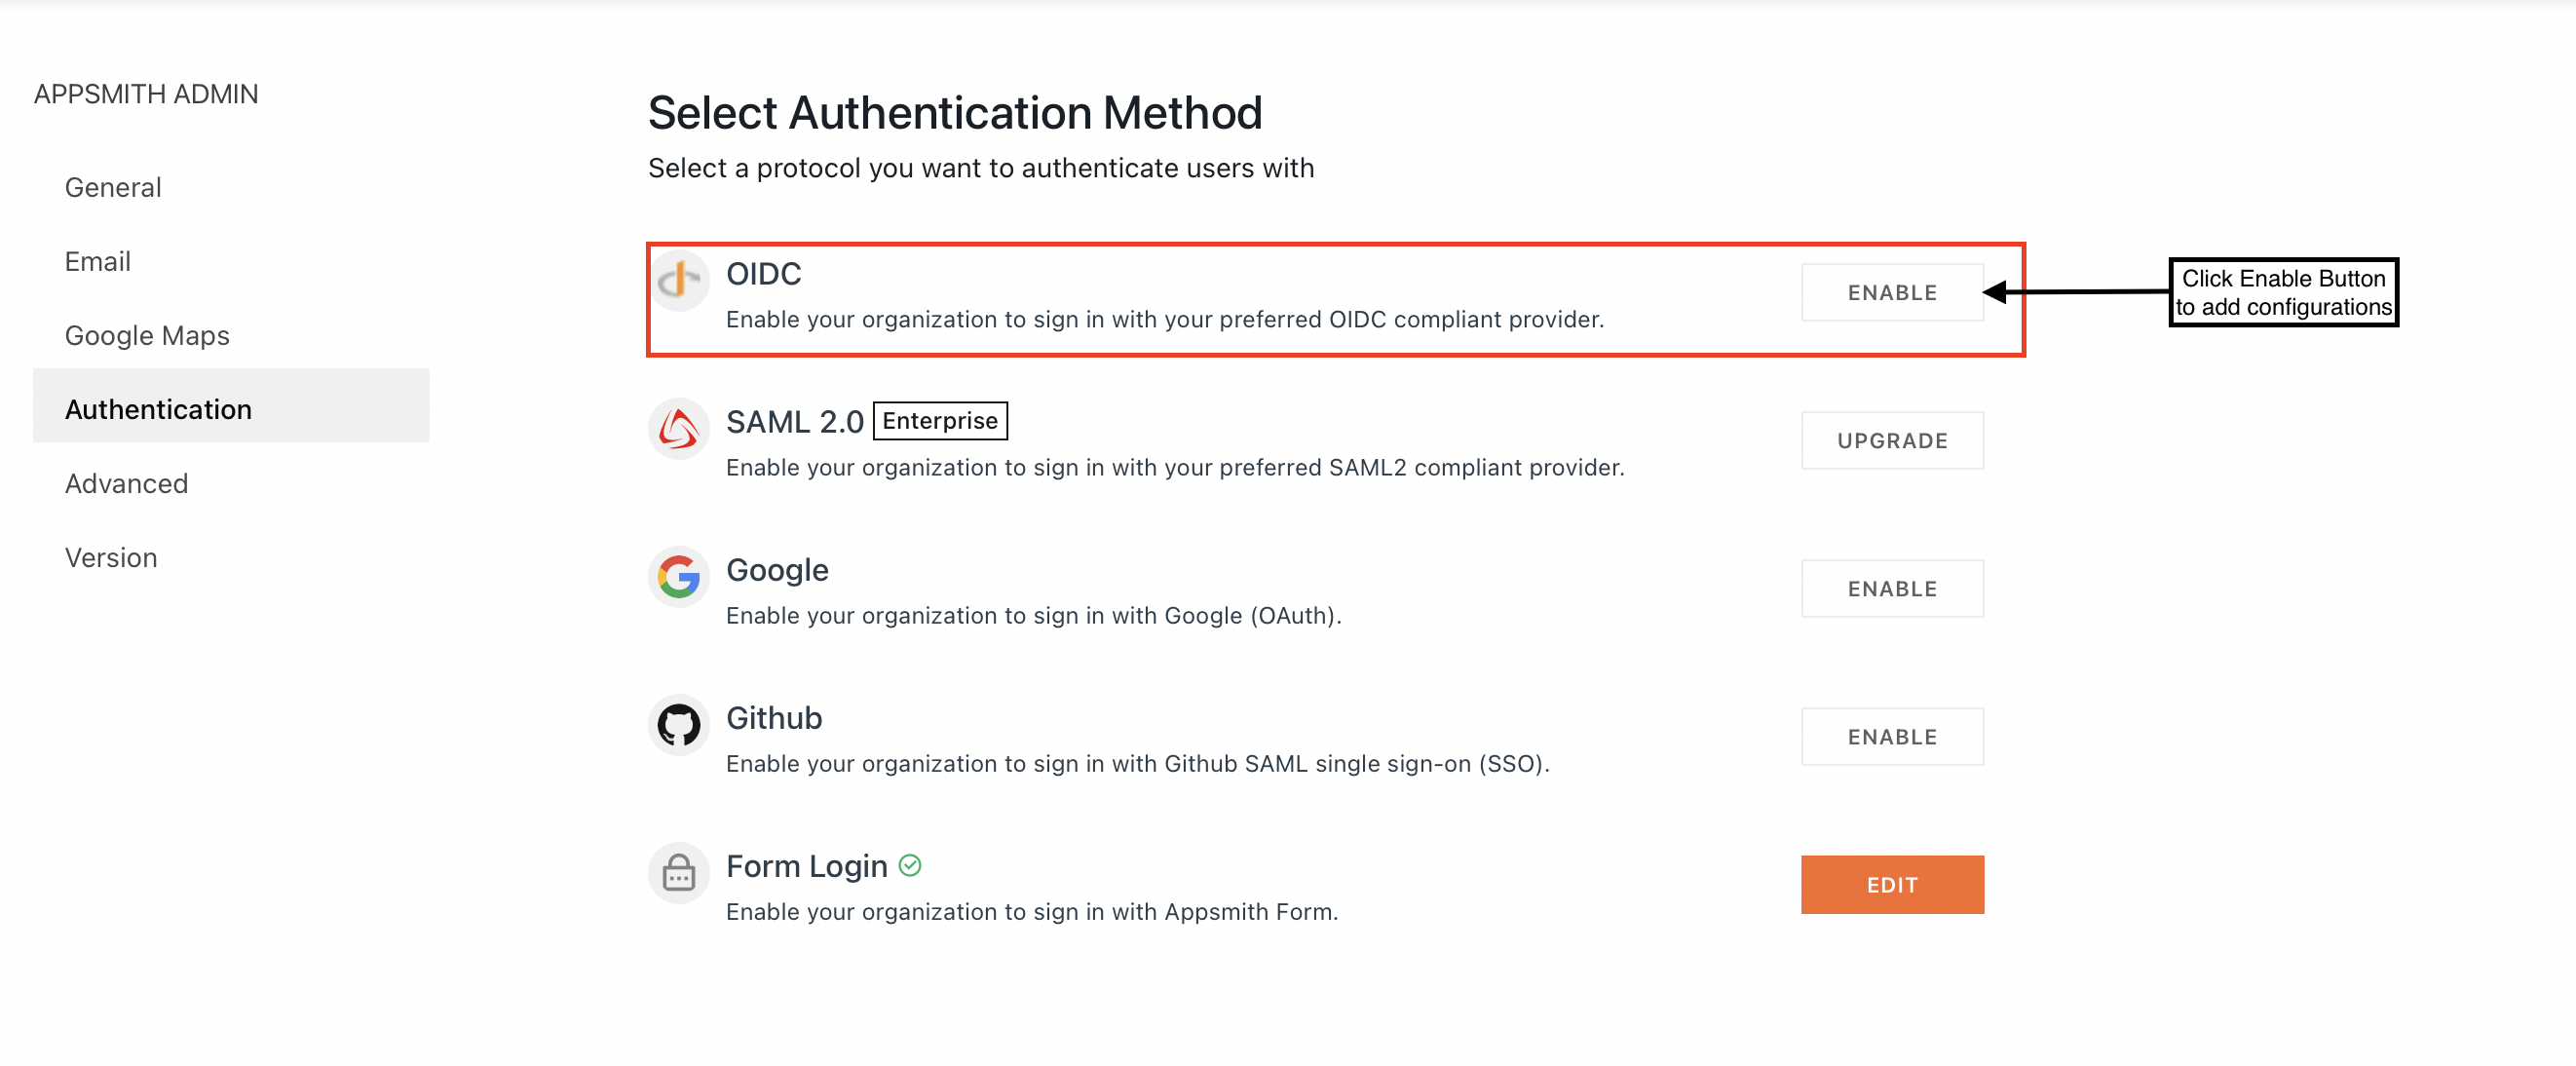 APPSMITH ADMIN
General
Email
Google Maps
Authentication
Advanced
Version
Select Authentication Method
Select a protocol you want to authenticate users with
OIDC
Enable your organization to sign in with your preferred OIDC compliant provider.
ENABLE
Click Enable Button
to add configurations
SAML 2.0 Enterprise
Enable your organization to sign in with your preferred SAML2 compliant provider.
UPGRADE
Google
Enable your organization to sign in with Google (OAuth).
ENABLE
Github
Enable your organization to sign in with Github SAML single sign-on (SSO).
ENABLE
Form Login
Enable your organization to sign in with Appsmith Form.
EDIT